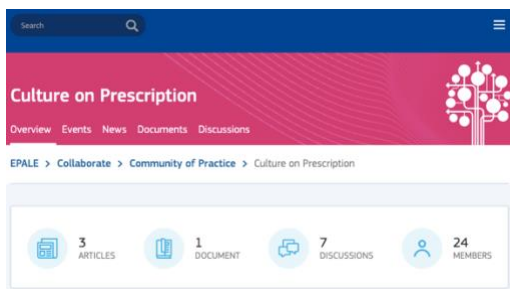 Search
Culture on Prescription
Overview Events News Documents Discussions
EPALE > Collaborate > Community of Practice > Culture on Prescription
3 1 7 24
ARTICLES DOCUMENT DISCUSSIONS MEMBERS